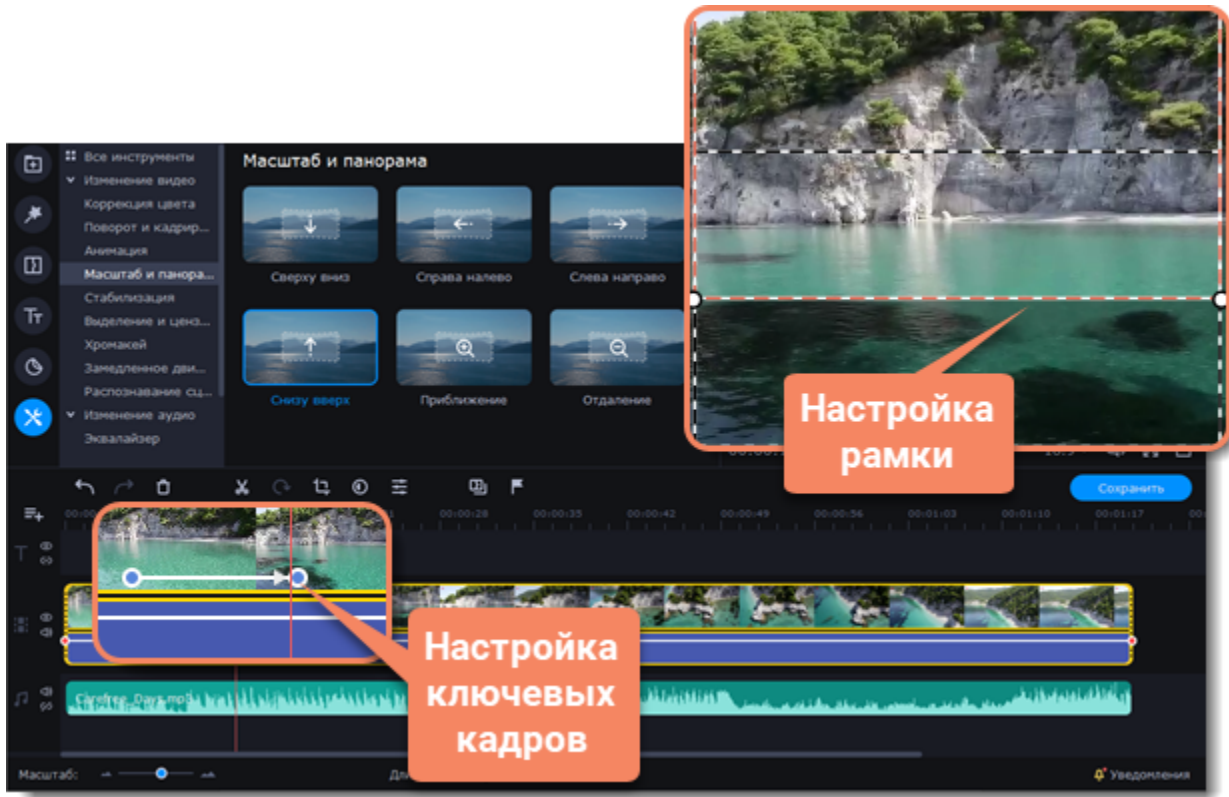 Все инструменты
Изменение видео
Коррекция цвета
Поворот и кадрир...
Анимация
Масштаб и панора...
Стабилизация
Выделение и ценз...
Хромакей
Замедленное дви...
Распознавание сц...
Изменение аудио
Эквалайзер
Масштаб и панорама
Сверху вниз
Справа налево
Слева направо
Снизу вверх
Приближение
Отдаление
Настройка
рамки
Сохранить
00:00:28 00:00:35 00:00:42 00:00:49 00:00:56 00:01:03 00:01:10 00:01:17
Настройка
ключевых
кадров
Carefree_Days.mp3
Масштаб:
Уведомления